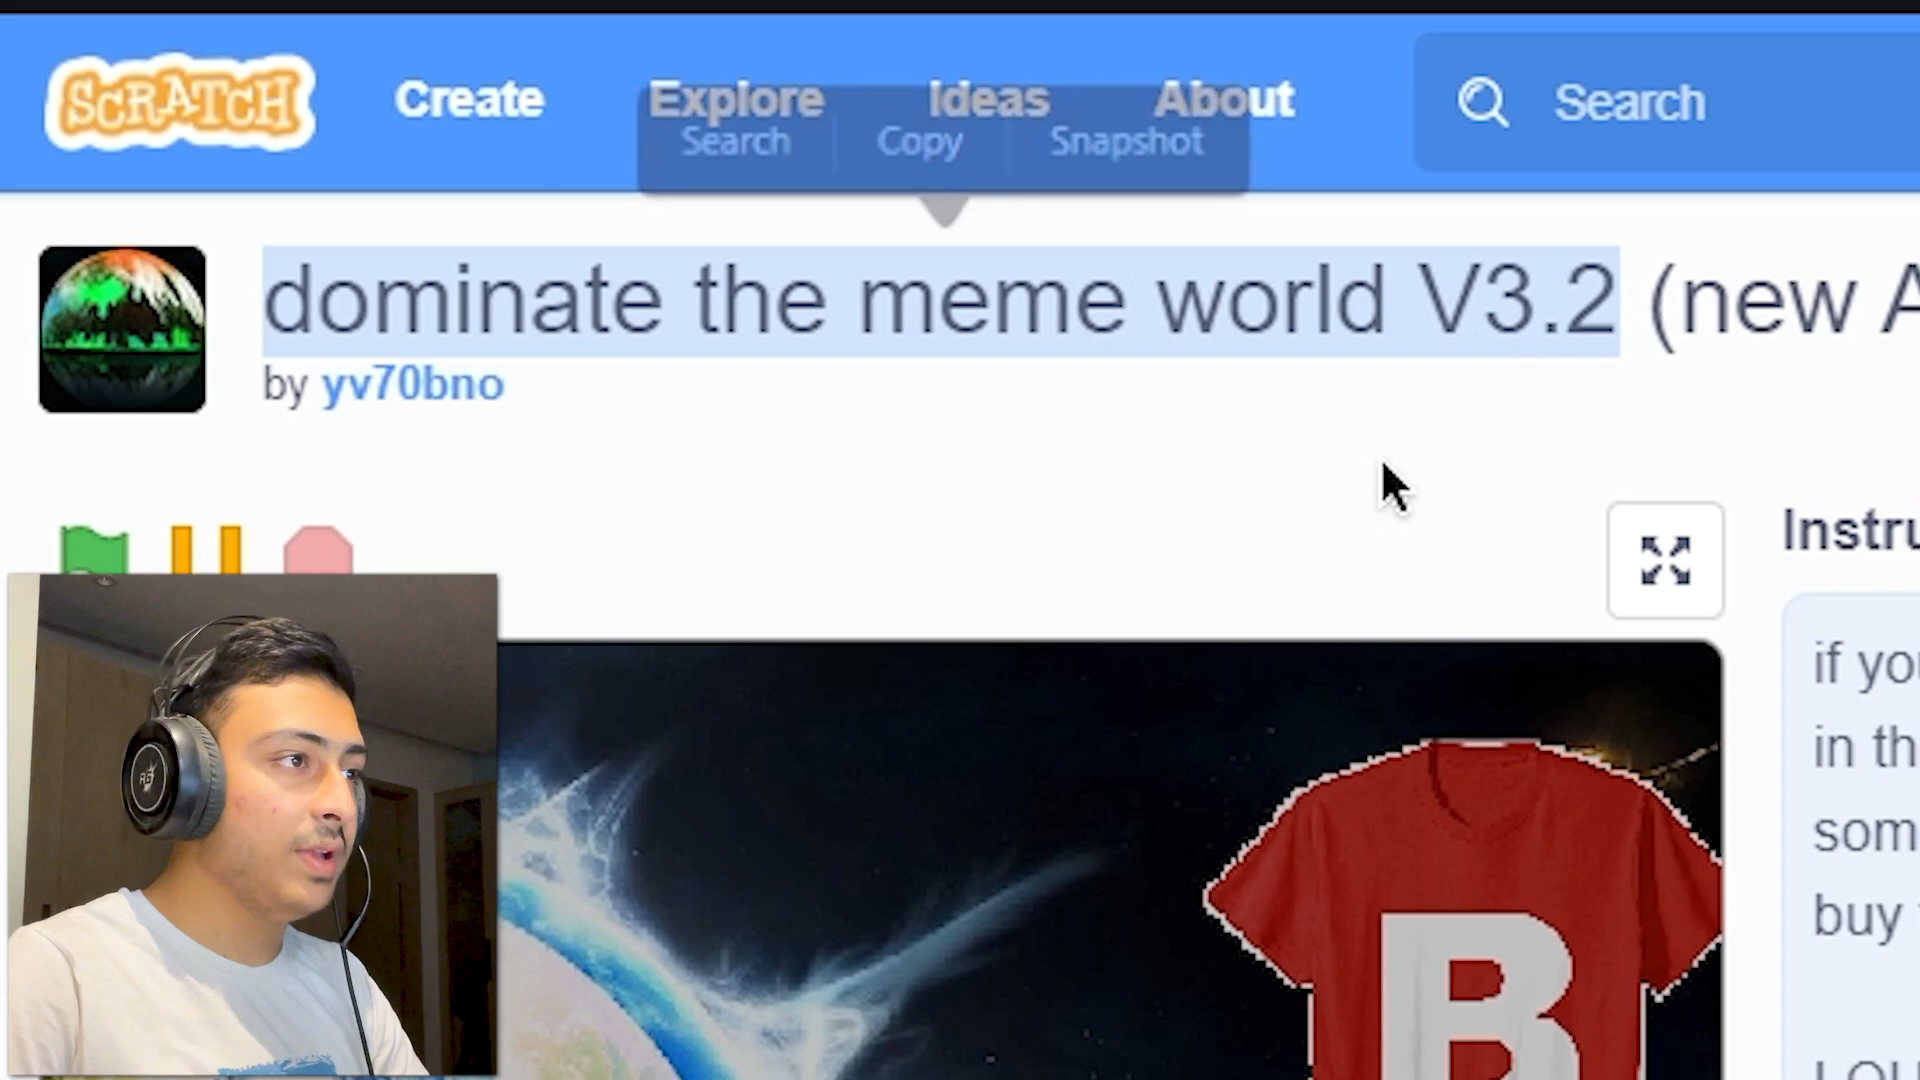 SCRATCH Create Explore Ideas About Search
Search Copy Snapshot
dominate the meme world V3.2 (new A
by yv70bno
Instru
if you
in th
som
buy
B